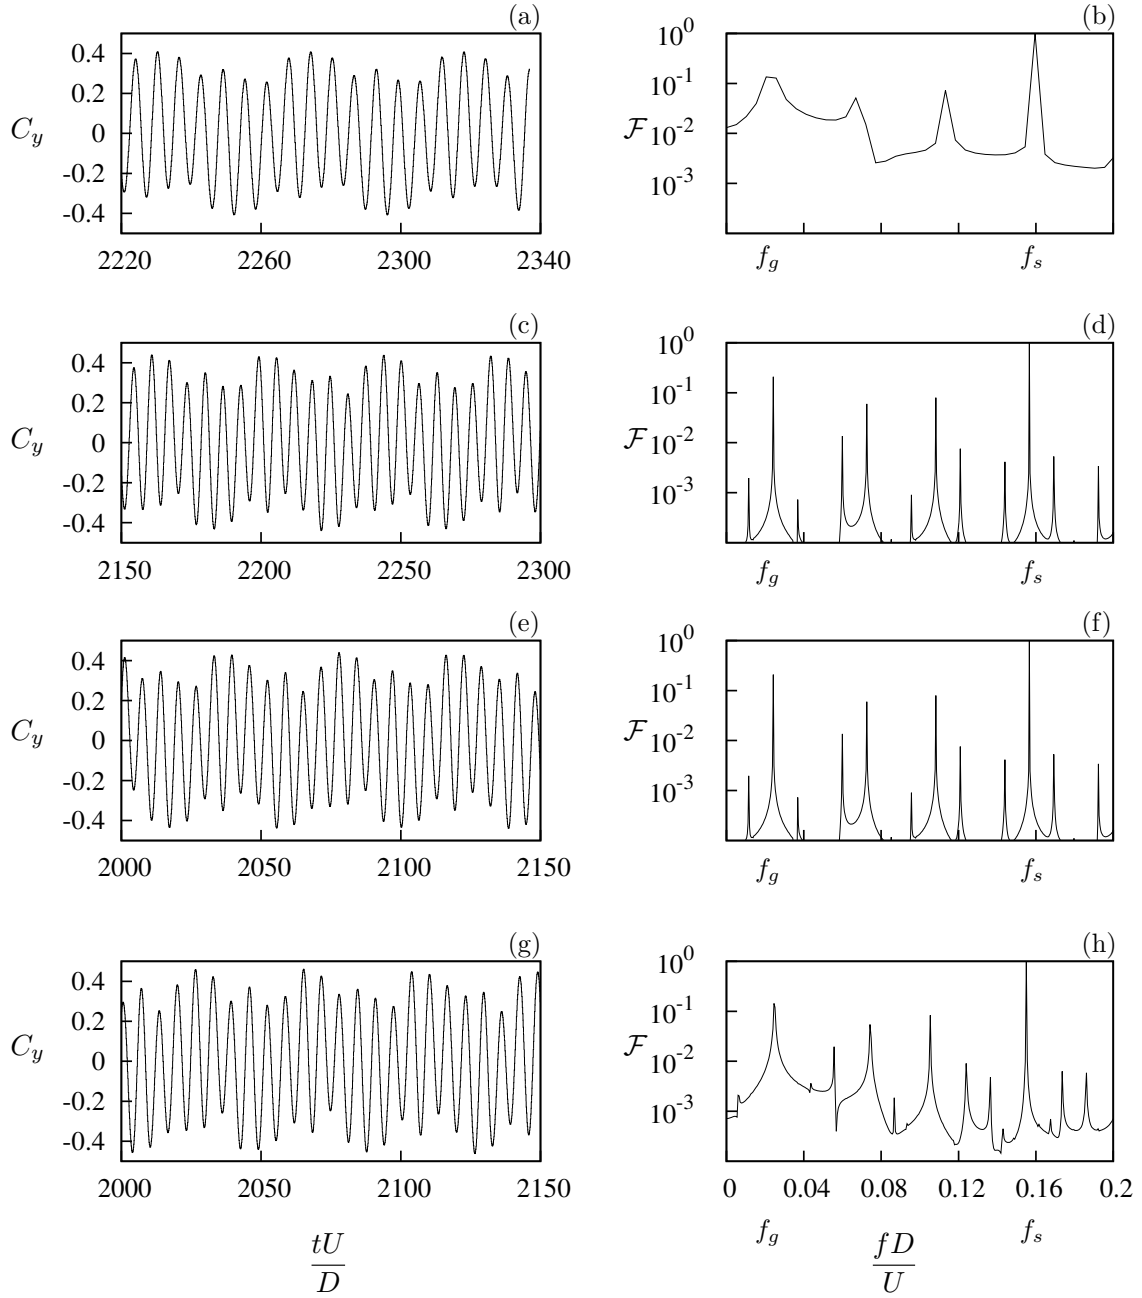 (a)
0.4
0.2
0
-0.2
-0.4
C_y
2220 2260 2300 2340
(b)
10^0
10^-1
10^-2
10^-3
ℱ
f_g f_s
(c)
0.4
0.2
0
-0.2
-0.4
C_y
2150 2200 2250 2300
(d)
10^0
10^-1
10^-2
10^-3
ℱ
f_g f_s
(e)
0.4
0.2
0
-0.2
-0.4
C_y
2000 2050 2100 2150
(f)
10^0
10^-1
10^-2
10^-3
ℱ
f_g f_s
(g)
0.4
0.2
0
-0.2
-0.4
C_y
2000 2050 2100 2150
tU
D
(h)
10^0
10^-1
10^-2
10^-3
ℱ
0 0.04 0.08 0.12 0.16 0.2
f_g f_s
fD
U